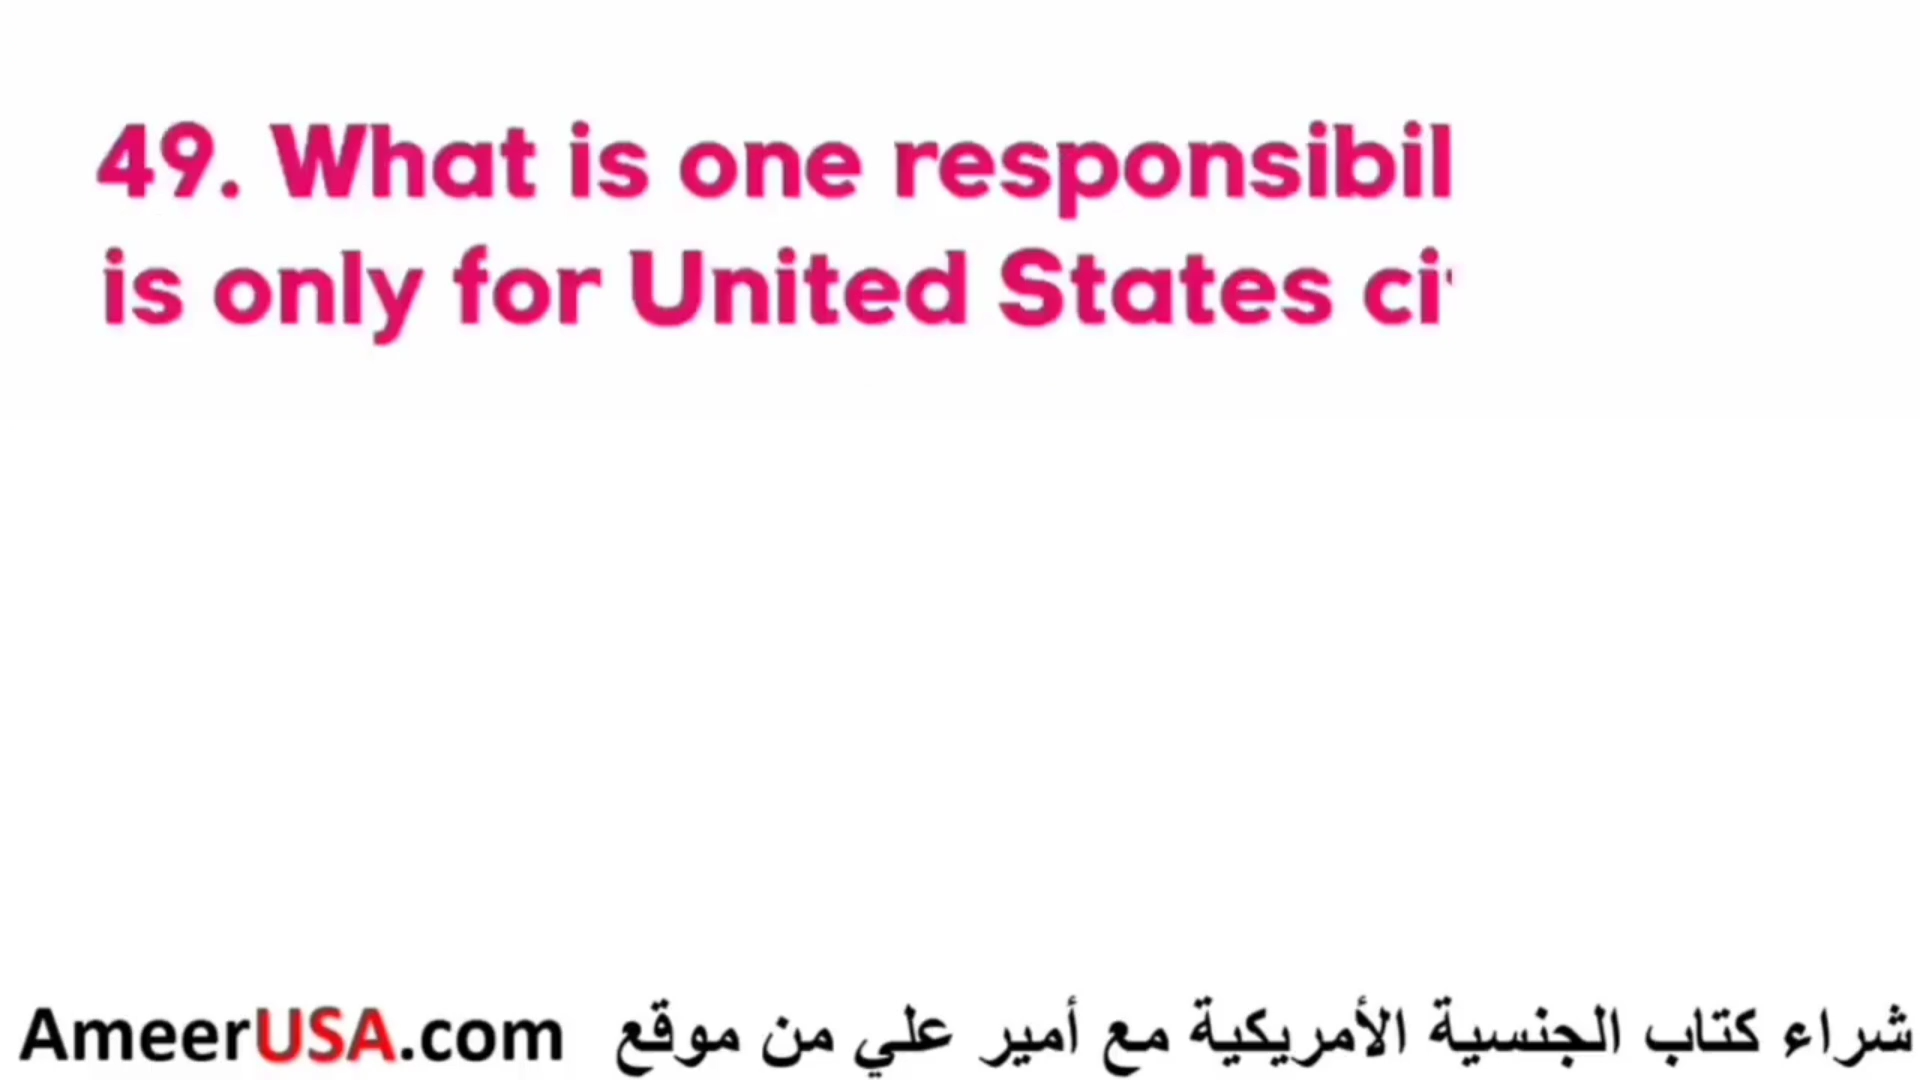 49. What is one responsibil
is only for United States ci
AmeerUSA.com شراء كتاب الجنسية الأمريكية مع أمير علي من موقع